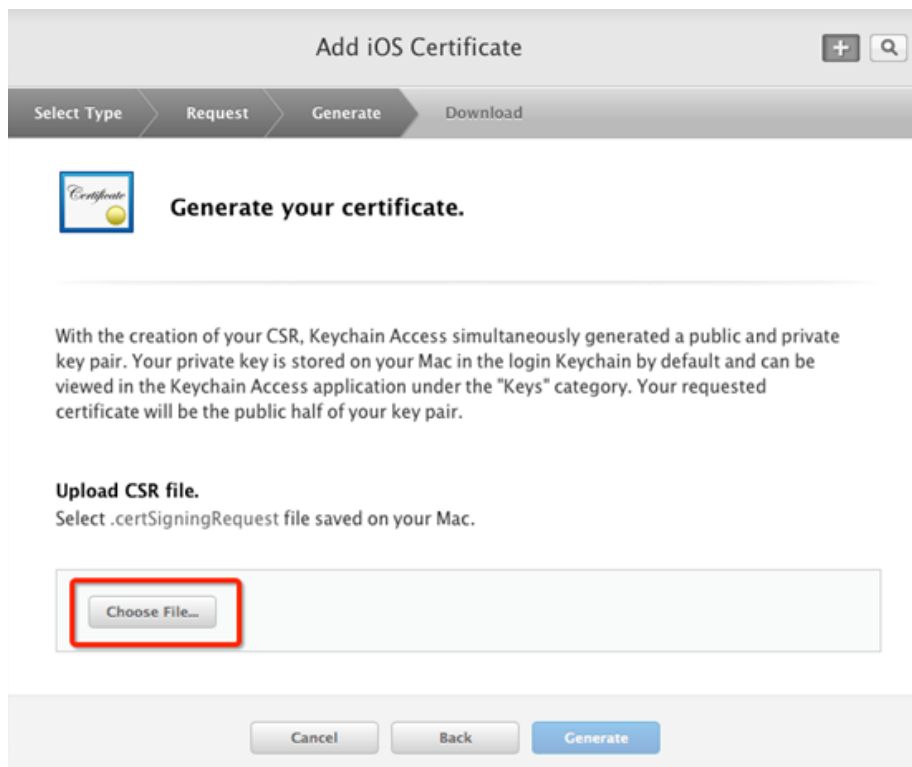 Add iOS Certificate
Select Type Request Generate Download
Certificate
Generate your certificate.
With the creation of your CSR, Keychain Access simultaneously generated a public and private
key pair. Your private key is stored on your Mac in the login Keychain by default and can be
viewed in the Keychain Access application under the "Keys" category. Your requested
certificate will be the public half of your key pair.
Upload CSR file.
Select .certSigningRequest file saved on your Mac.
Choose File...
Cancel Back Generate